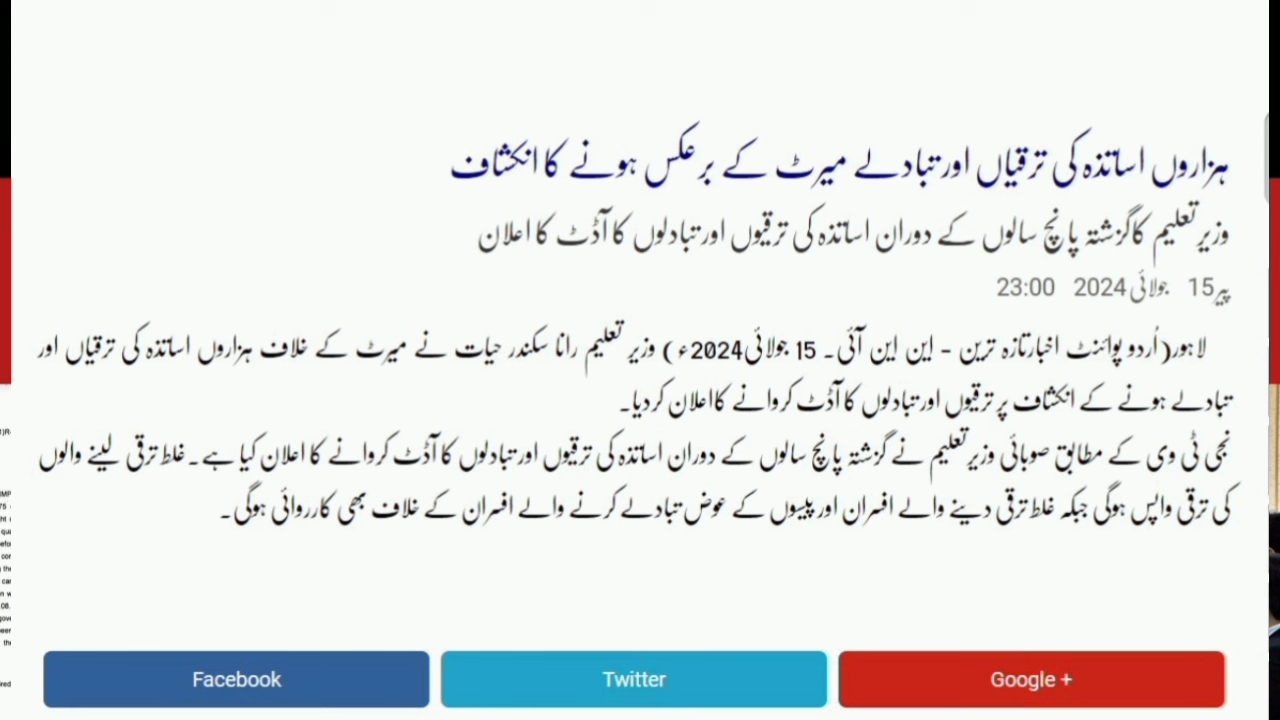 ہزاروں اساتذہ کی ترقیاں اور تبادلے میرٹ کے برعکس ہونے کا انکشاف
وزیر تعلیم کا گزشتہ پانچ سالوں کے دوران اساتذہ کی ترقیوں اور تبادلوں کا آڈٹ کا اعلان
پیر 15 جولائی 2024 23:00
لاہور(اُردو پوائنٹ اخبارتازہ ترین - این این آئی۔ 15 جولائی2024ء) وزیر تعلیم رانا سکندر حیات نے میرٹ کے خلاف ہزاروں اساتذہ کی ترقیاں اور
تبادلے ہونے کے انکشاف پر ترقیوں اور تبادلوں کا آڈٹ کروانے کااعلان کردیا۔
نجی ٹی وی کے مطابق صوبائی وزیر تعلیم نے گزشتہ پانچ سالوں کے دوران اساتذہ کی ترقیوں اور تبادلوں کا آڈٹ کروانے کا اعلان کیا ہے۔غلط ترقی لینے والوں
کی ترقی واپس ہوگی جبکہ غلط ترقی دینے والے افسران اور پیسوں کے عوض تبادلے کرنے والے افسران کے خلاف بھی کارروائی ہوگی۔
Facebook
Twitter
Google +